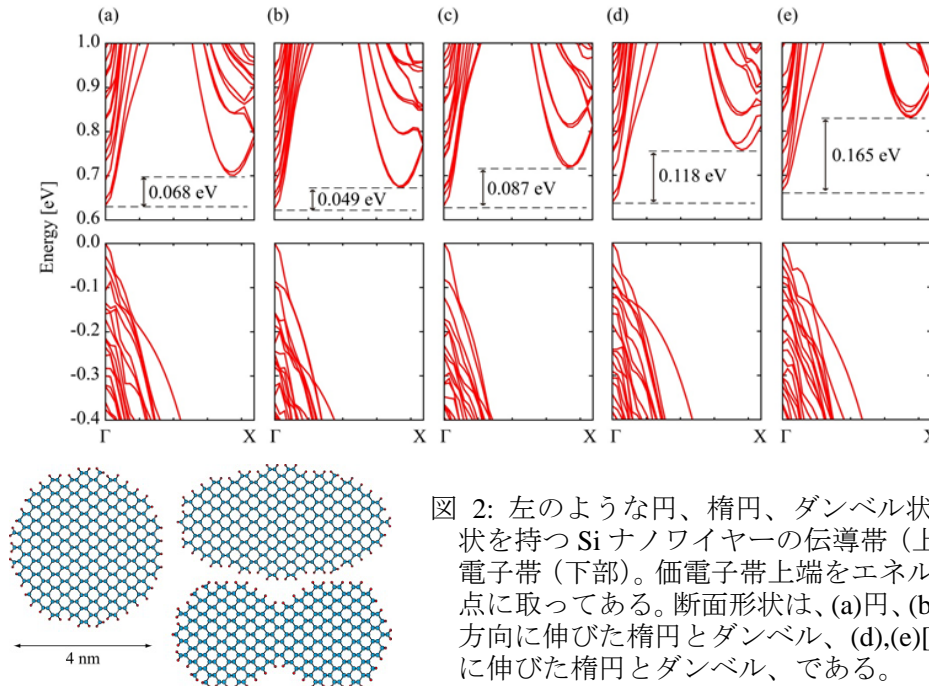 (a) (b) (c) (d) (e)
1.0
0.9
0.8
0.7
0.6
0.068 eV
0.049 eV
0.087 eV
0.118 eV
0.165 eV
Energy [eV]
0.0
-0.1
-0.2
-0.3
-0.4
Γ X Γ X Γ X Γ X Γ X
4 nm
図 2: 左のような円、楕円、ダンベル状
状を持つ Si ナノワイヤーの伝導帯（上
電子帯（下部）。価電子帯上端をエネル
点に取ってある。断面形状は、(a)円、(b
方向に伸びた楕円とダンベル、(d),(e)[
に伸びた楕円とダンベル、である。